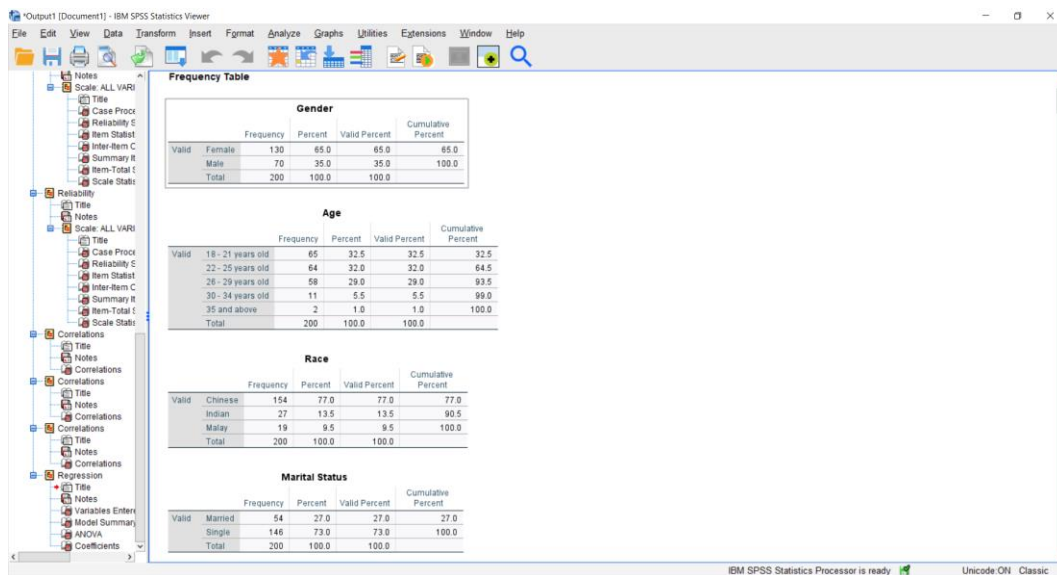 *Output1 [Document1] - IBM SPSS Statistics Viewer
File Edit View Data Transform Insert Format Analyze Graphs Utilities Extensions Window Help
Notes
Scale: ALL VARI
Title
Case Proce
Reliability S
Item Statist
Inter-Item C
Summary It
Item-Total S
Scale Statis
Reliability
Title
Notes
Scale: ALL VARI
Title
Case Proce
Reliability S
Item Statist
Inter-Item C
Summary It
Item-Total S
Scale Statis
Correlations
Title
Notes
Correlations
Correlations
Title
Notes
Correlations
Correlations
Title
Notes
Correlations
Regression
Title
Notes
Variables Enter
Model Summary
ANOVA
Coefficients
Frequency Table
Gender
Frequency Percent Valid Percent Cumulative Percent
Valid Female 130 65.0 65.0 65.0
Male 70 35.0 35.0 100.0
Total 200 100.0 100.0
Age
Frequency Percent Valid Percent Cumulative Percent
Valid 18 - 21 years old 65 32.5 32.5 32.5
22 - 25 years old 64 32.0 32.0 64.5
26 - 29 years old 58 29.0 29.0 93.5
30 - 34 years old 11 5.5 5.5 99.0
35 and above 2 1.0 1.0 100.0
Total 200 100.0 100.0
Race
Frequency Percent Valid Percent Cumulative Percent
Valid Chinese 154 77.0 77.0 77.0
Indian 27 13.5 13.5 90.5
Malay 19 9.5 9.5 100.0
Total 200 100.0 100.0
Marital Status
Frequency Percent Valid Percent Cumulative Percent
Valid Married 54 27.0 27.0 27.0
Single 146 73.0 73.0 100.0
Total 200 100.0 100.0
IBM SPSS Statistics Processor is ready Unicode:ON Classic